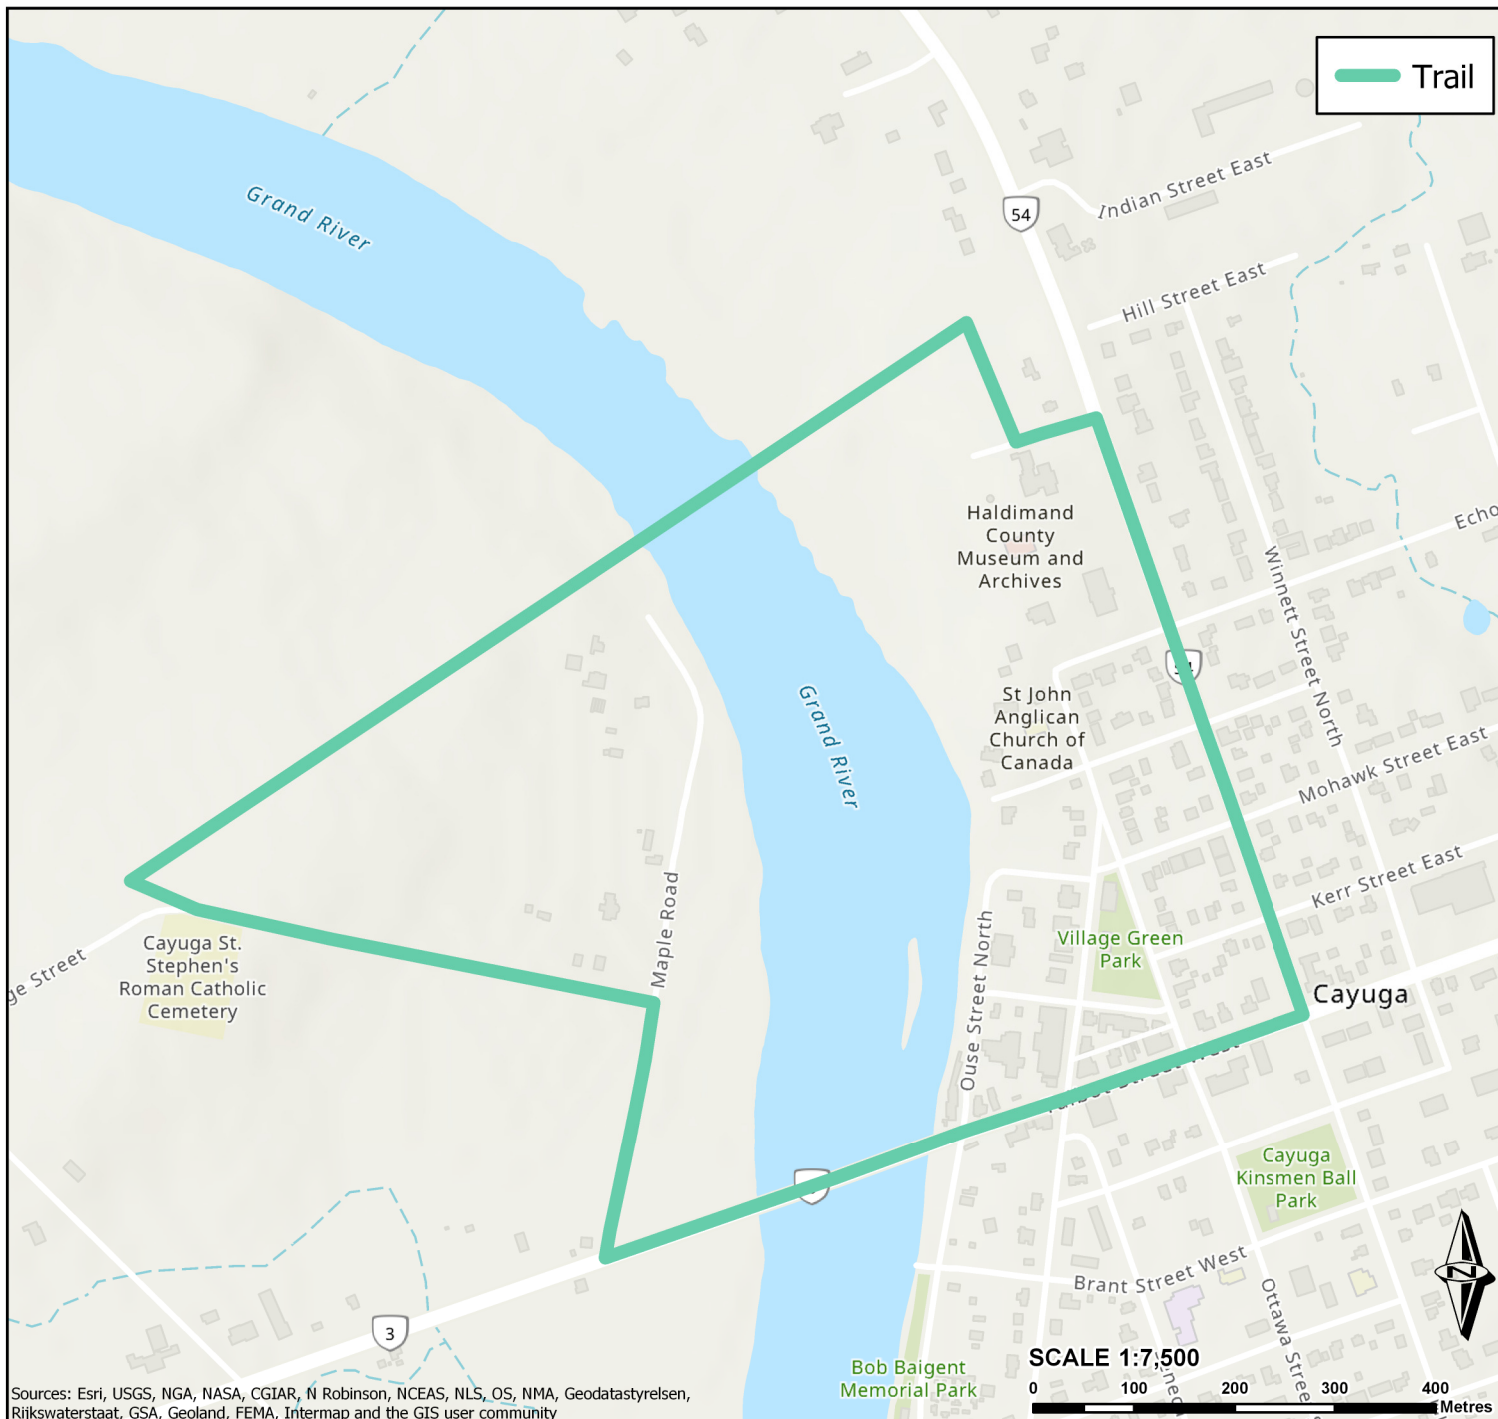 Trail
Grand River
54
Indian Street East
Hill Street East
Haldimand
County
Museum and
Archives
Echo
Winnett Street North
St John
Anglican
Church of
Canada
Grand River
Mohawk Street East
Kerr Street East
Maple Road
Village Green
Park
Cayuga St.
Stephen's
Roman Catholic
Cemetery
ge Street
Ouse Street North
Cayuga
Cayuga
Kinsmen Ball
Park
Brant Street West
Ottawa Stree
N
3
Bob Baigent
Memorial Park
SCALE 1:7,500
0 100 200 300 400
Metres
Sources: Esri, USGS, NGA, NASA, CGIAR, N Robinson, NCEAS, NLS, OS, NMA, Geodatastyrelsen,
Rijkswaterstaat, GSA, Geoland, FEMA, Intermap and the GIS user community